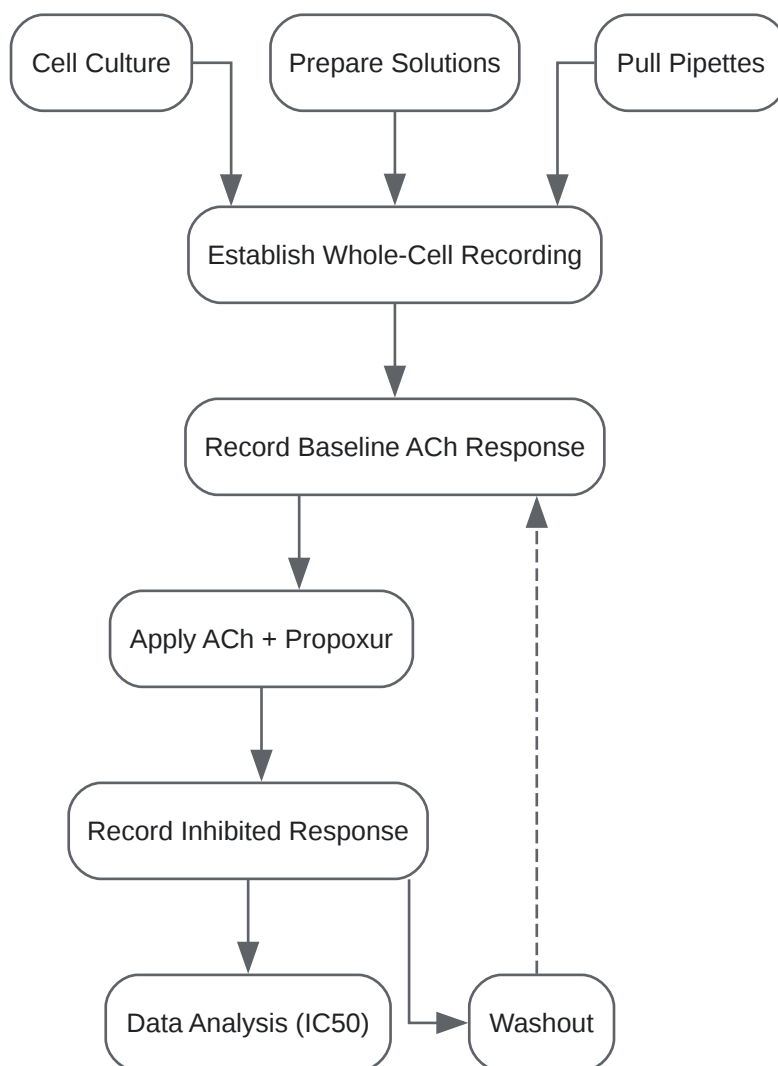 Cell Culture
Prepare Solutions
Pull Pipettes
Establish Whole-Cell Recording
Record Baseline ACh Response
Apply ACh + Propoxur
Record Inhibited Response
Data Analysis (IC50)
Washout